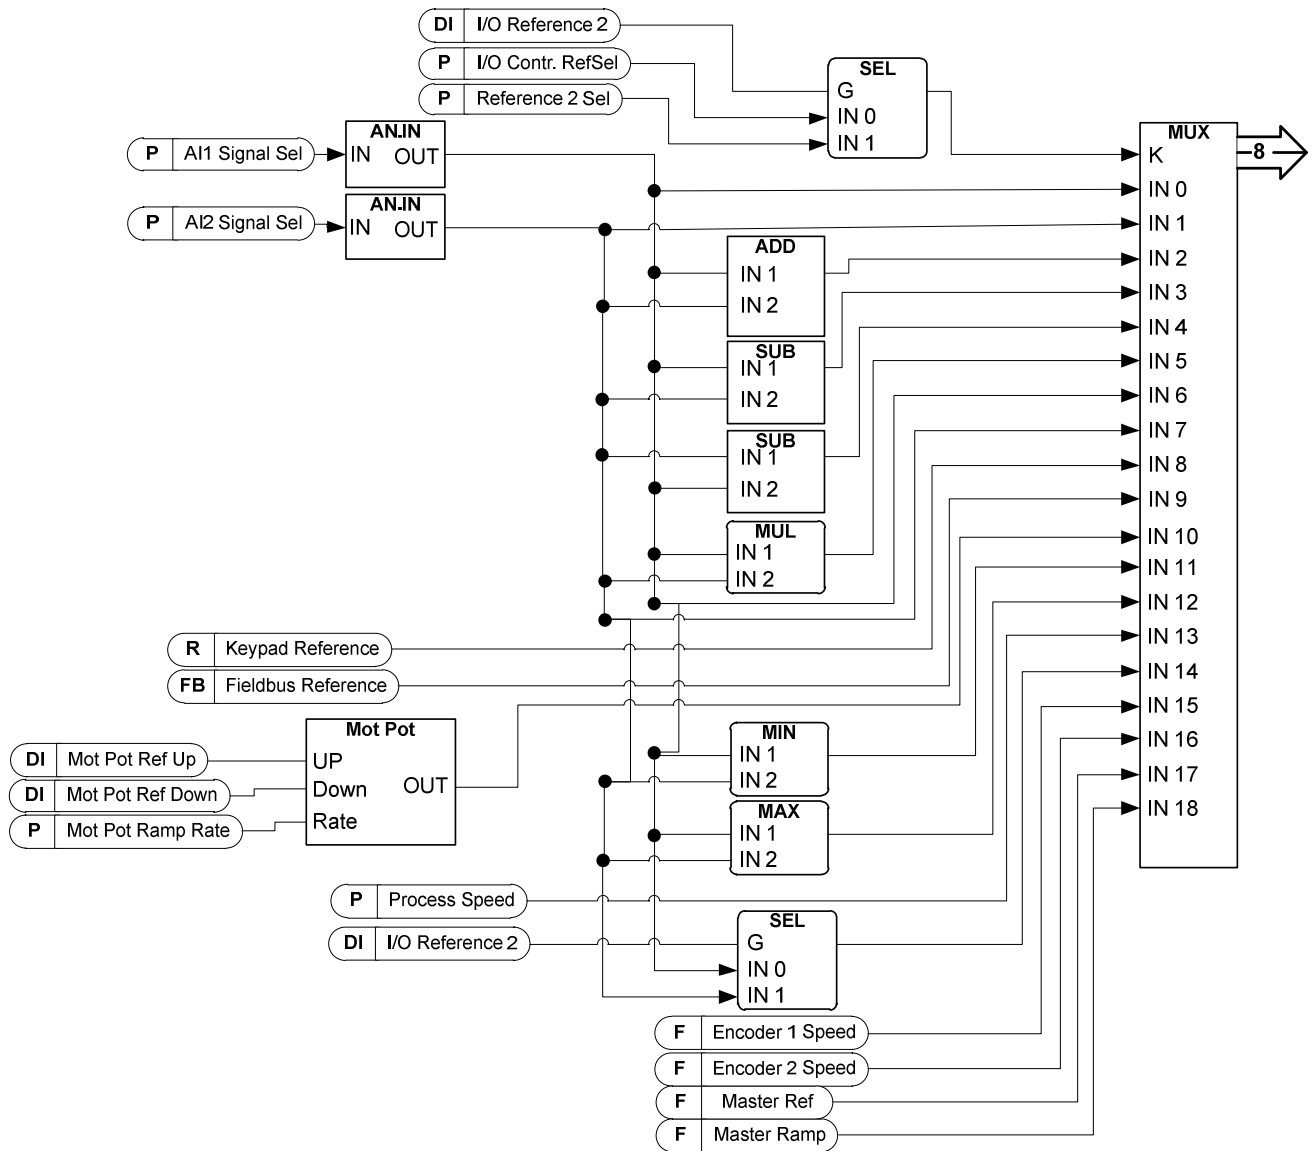 DI I/O Reference 2
P I/O Contr. RefSel
P Reference 2 Sel
SEL
G
IN 0
IN 1
MUX
K
8
IN 0
IN 1
IN 2
IN 3
IN 4
IN 5
IN 6
IN 7
IN 8
IN 9
IN 10
IN 11
IN 12
IN 13
IN 14
IN 15
IN 16
IN 17
IN 18
P AI1 Signal Sel
AN.IN
IN OUT
P AI2 Signal Sel
AN.IN
IN OUT
ADD
IN 1
IN 2
SUB
IN 1
IN 2
SUB
IN 1
IN 2
MUL
IN 1
IN 2
R Keypad Reference
FB Fieldbus Reference
DI Mot Pot Ref Up
DI Mot Pot Ref Down
P Mot Pot Ramp Rate
Mot Pot
UP
Down OUT
Rate
MIN
IN 1
IN 2
MAX
IN 1
IN 2
P Process Speed
DI I/O Reference 2
SEL
G
IN 0
IN 1
F Encoder 1 Speed
F Encoder 2 Speed
F Master Ref
F Master Ramp